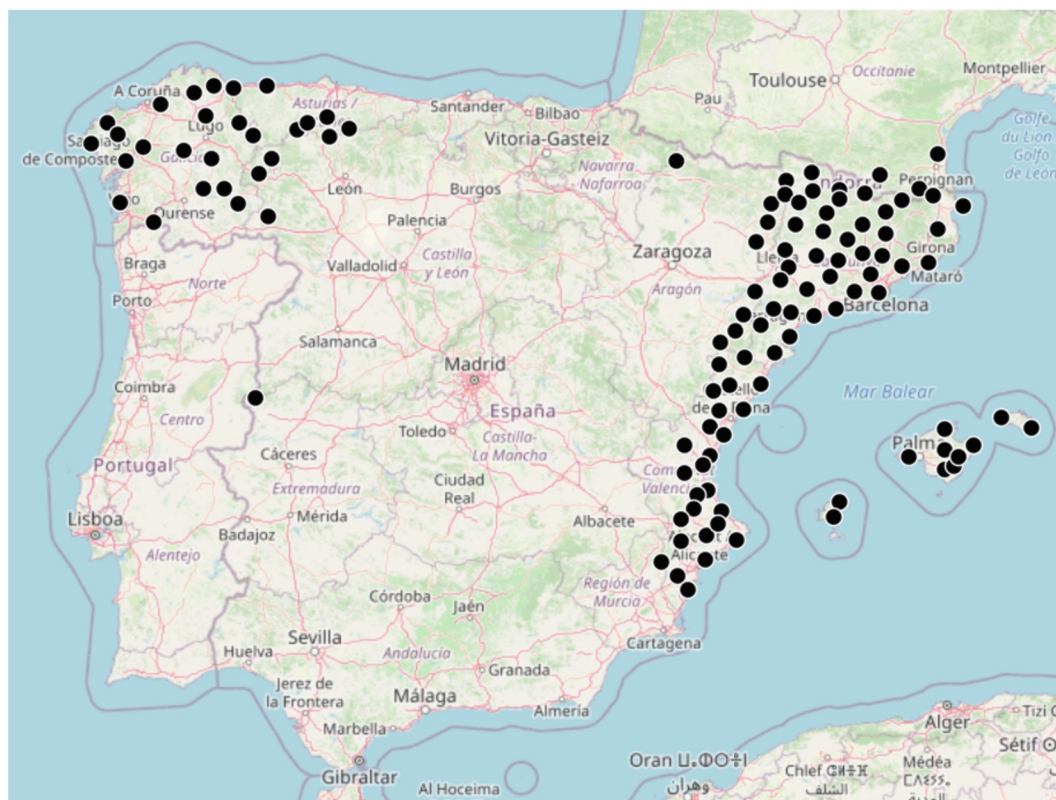 Toulouse
Occitanie
Montpellier
A Coruña
Santander
Bilbao
Pau
Asturias /
Vitoria-Gasteiz
Golfe
du Lion
Golfo
de León
Lugo
de Composte
Navarra
- Nafarroa
León
Burgos
Perpignan
Ourense
Palencia
Girona
Zaragoza
Braga
Valladolid
Castilla
y León
Norte
Aragón
Mataró
Porto
Barcelona
Salamanca
Madrid
Coimbra
España
Mar Balear
Centro
Toledo
Castilla-
La Mancha
Palm
Cáceres
Portugal
Extremadura
Ciudad
Real
Lisboa
Mérida
Albacete
Badajoz
Alentejo
Región de
Murcia
Córdoba
Jaén
Sevilla
Cartagena
Huelva
Andalucía
Granada
Jerez de
la Frontera
Málaga
Almería
Marbella
Alger
Gibraltar
Oran
وهران
Al Hoceima
Chlef
الشلف
Médéa
Sétif